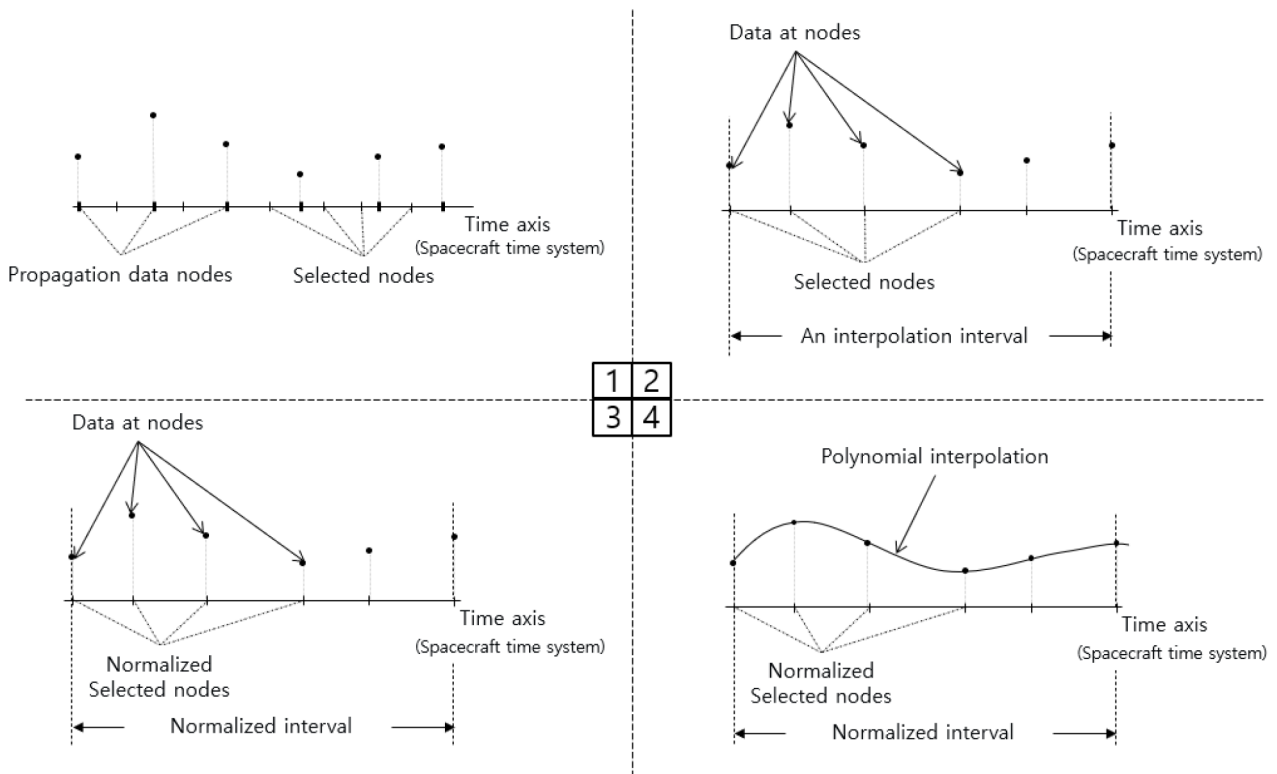 Time axis
(Spacecraft time system)
Propagation data nodes
Selected nodes
Data at nodes
Time axis
(Spacecraft time system)
Selected nodes
An interpolation interval
1 2
3 4
Data at nodes
Time axis
(Spacecraft time system)
Normalized
Selected nodes
Normalized interval
Polynomial interpolation
Time axis
(Spacecraft time system)
Normalized
Selected nodes
Normalized interval